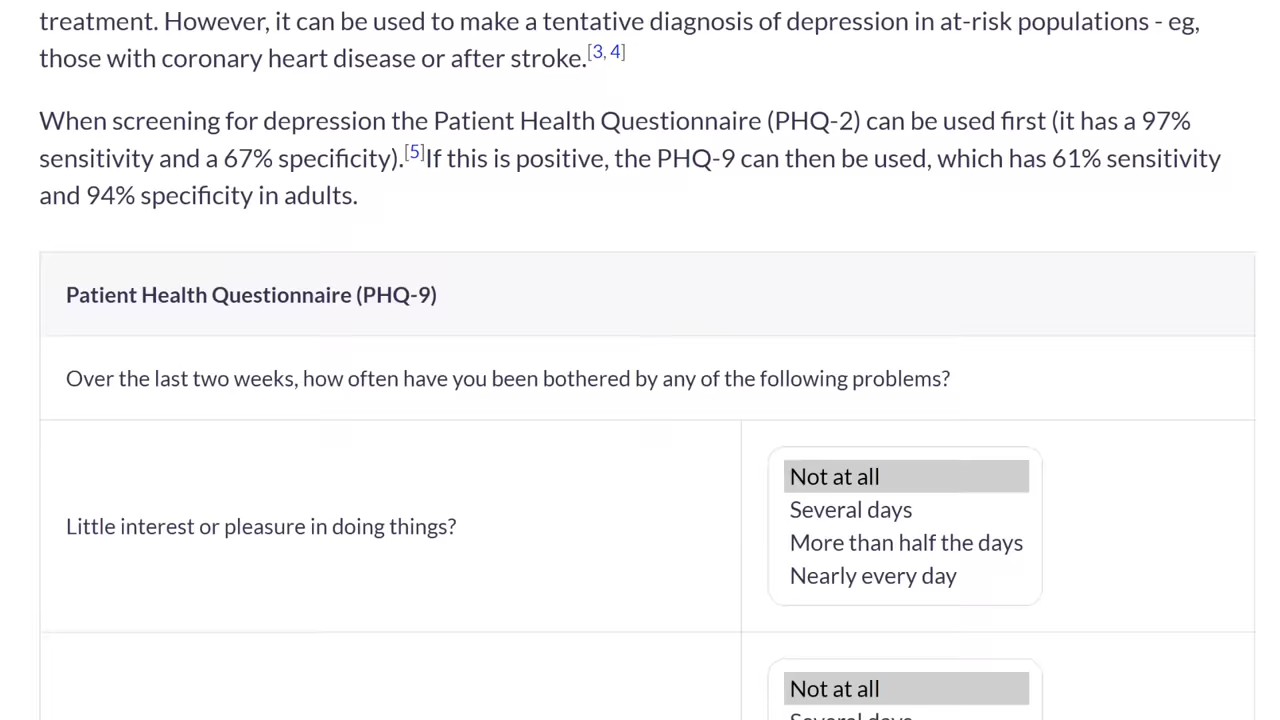 treatment. However, it can be used to make a tentative diagnosis of depression in at-risk populations - eg,
those with coronary heart disease or after stroke.[3, 4]
When screening for depression the Patient Health Questionnaire (PHQ-2) can be used first (it has a 97%
sensitivity and a 67% specificity).[5]If this is positive, the PHQ-9 can then be used, which has 61% sensitivity
and 94% specificity in adults.
Patient Health Questionnaire (PHQ-9)
Over the last two weeks, how often have you been bothered by any of the following problems?
Little interest or pleasure in doing things?
Not at all
Several days
More than half the days
Nearly every day
Not at all
Several days